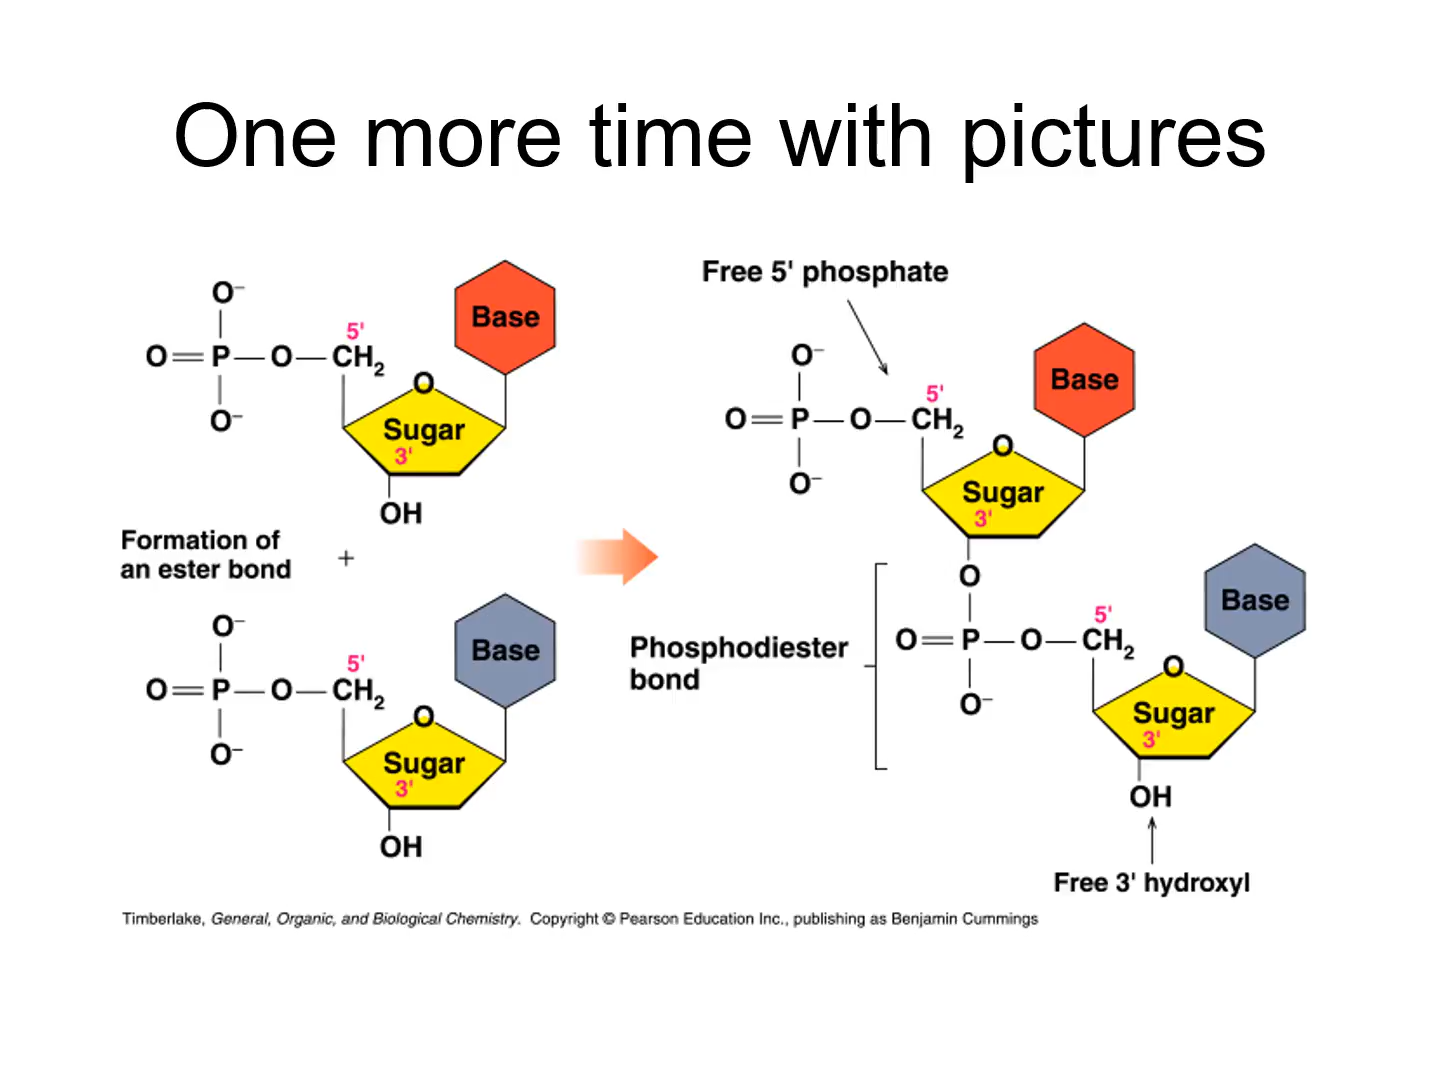 One more time with pictures
O⁻
O=P—O—CH₂
5'
O⁻
Base
O
Sugar
3'
OH
Formation of
an ester bond
+
O⁻
O=P—O—CH₂
5'
O⁻
Base
O
Sugar
3'
OH
Free 5' phosphate
O⁻
O=P—O—CH₂
5'
O⁻
Base
O
Sugar
3'
O
Phosphodiester
bond
O=P—O—CH₂
5'
O⁻
Base
O
Sugar
3'
OH
Free 3' hydroxyl
Timberlake, General, Organic, and Biological Chemistry. Copyright © Pearson Education Inc., publishing as Benjamin Cummings